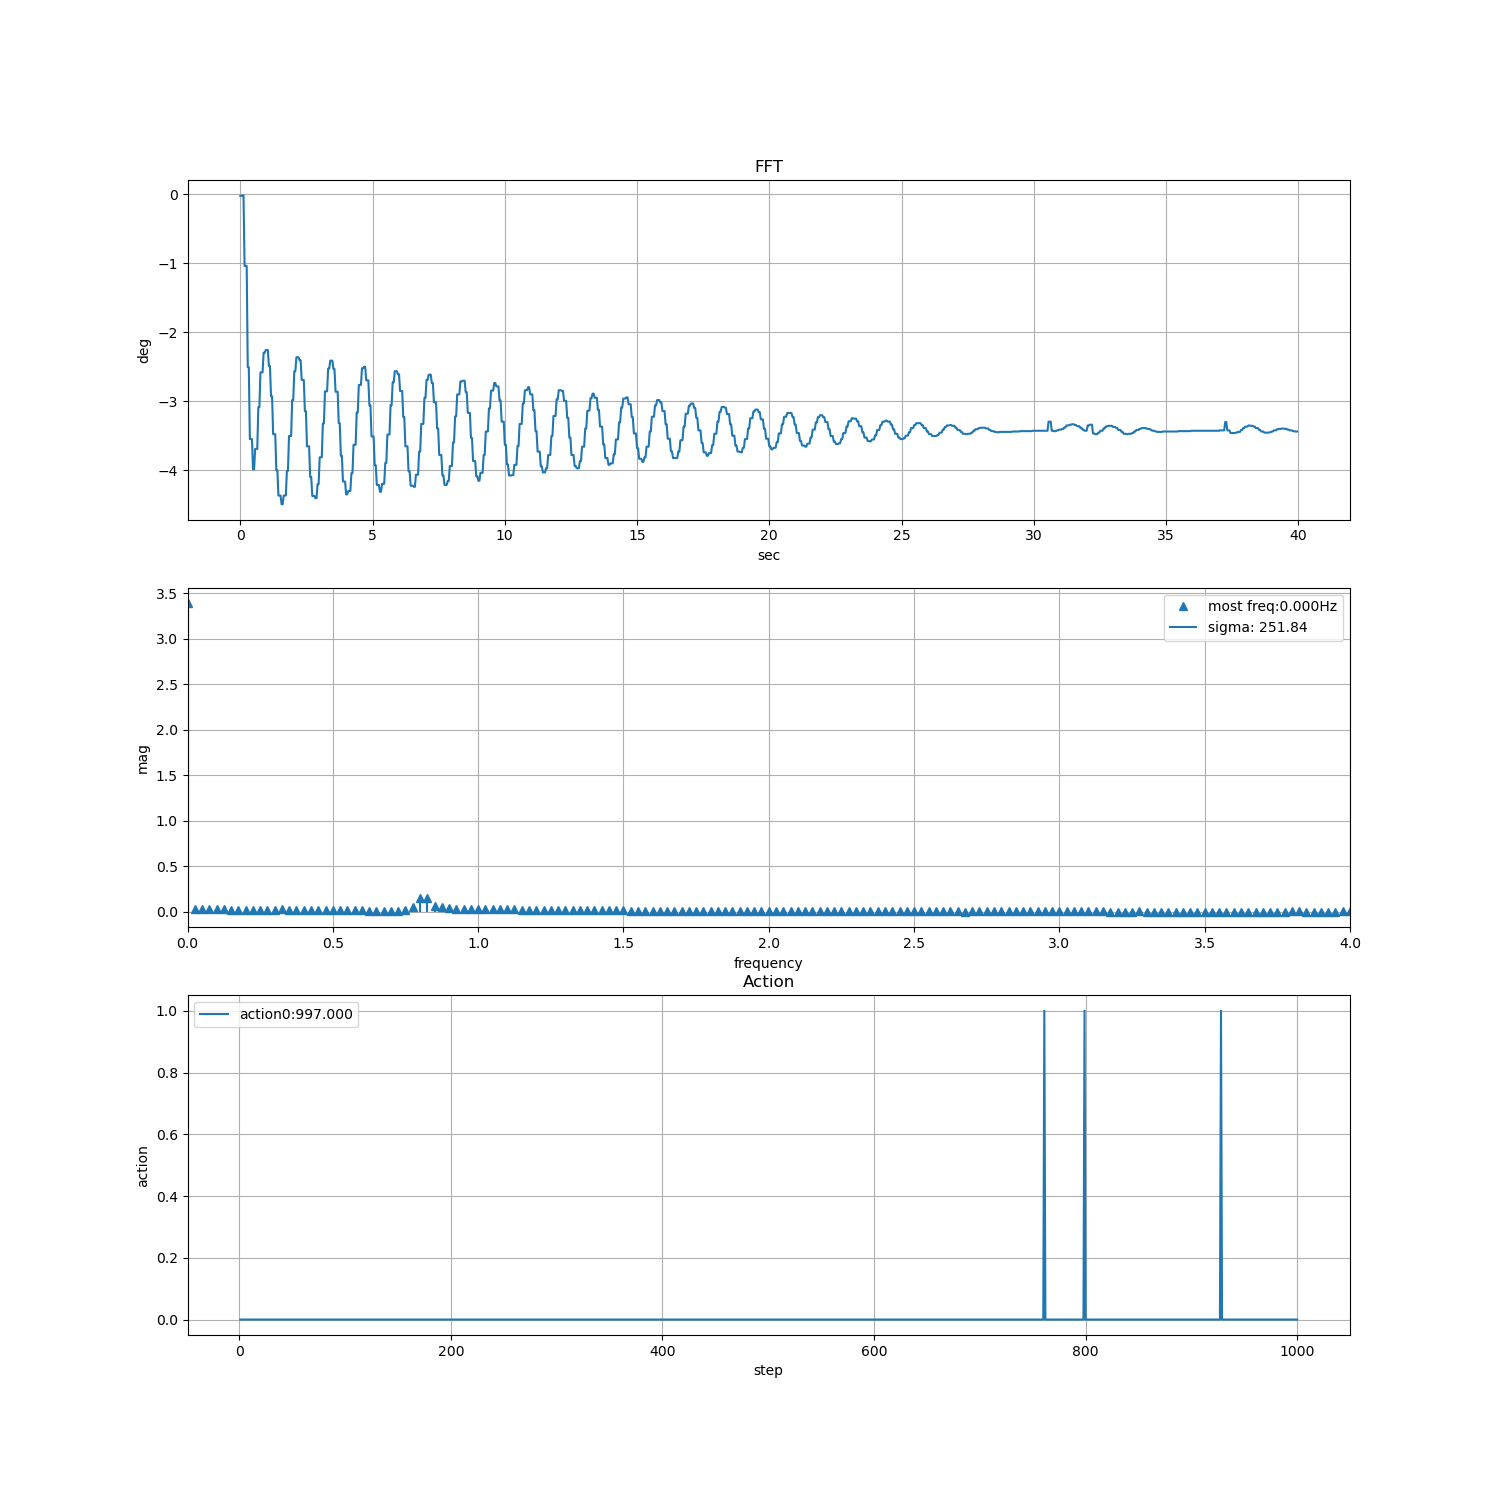 FFT
0
−1
−2
−3
−4
deg
0 5 10 15 20 25 30 35 40
sec
3.5
3.0
2.5
2.0
1.5
1.0
0.5
0.0
mag
most freq:0.000Hz
sigma: 251.84
0.0 0.5 1.0 1.5 2.0 2.5 3.0 3.5 4.0
frequency
Action
1.0
0.8
0.6
0.4
0.2
0.0
action
action0:997.000
0 200 400 600 800 1000
step